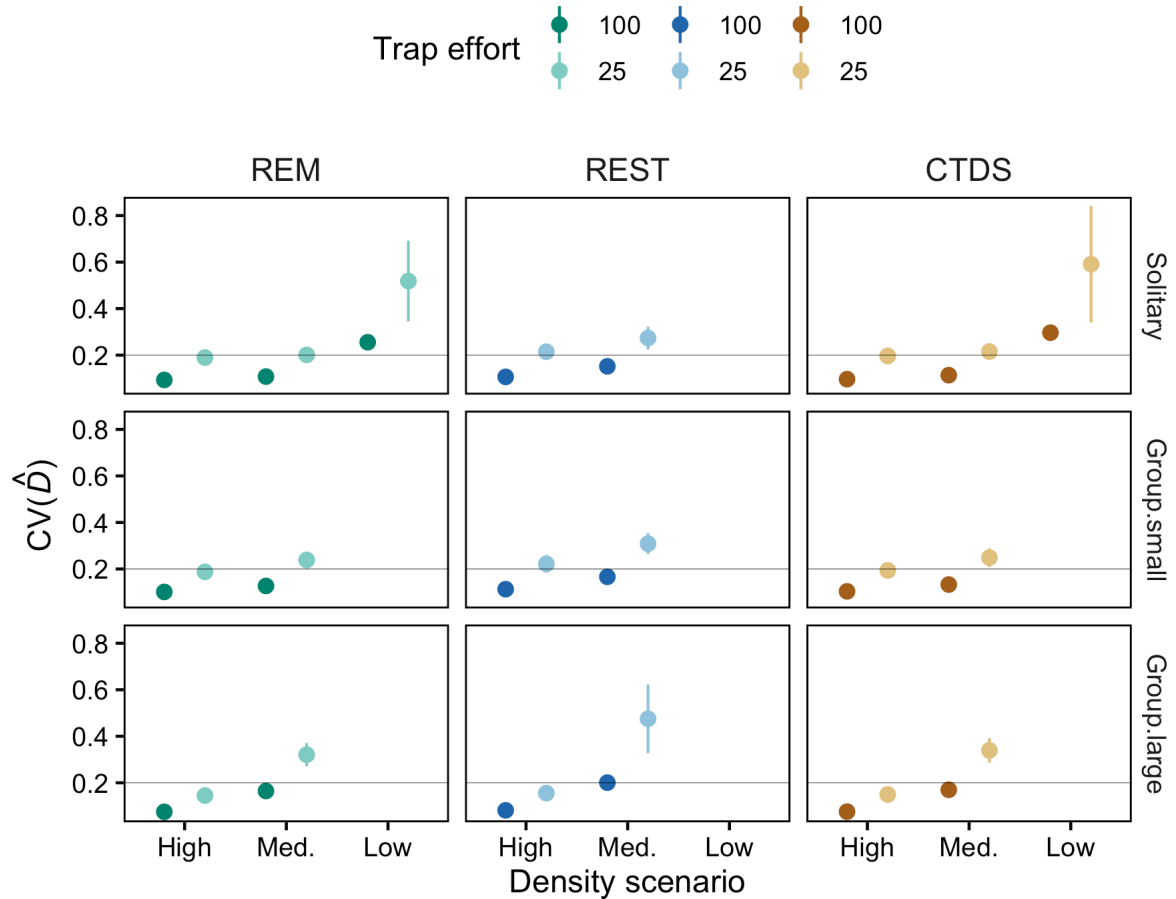 Trap effort
100 100 100
25 25 25
REM REST CTDS
0.8
0.6
0.4
0.2
Solitary
0.8
0.6
0.4
0.2
Group.small
0.8
0.6
0.4
0.2
Group.large
CV(D̂)
High Med. Low High Med. Low High Med. Low
Density scenario